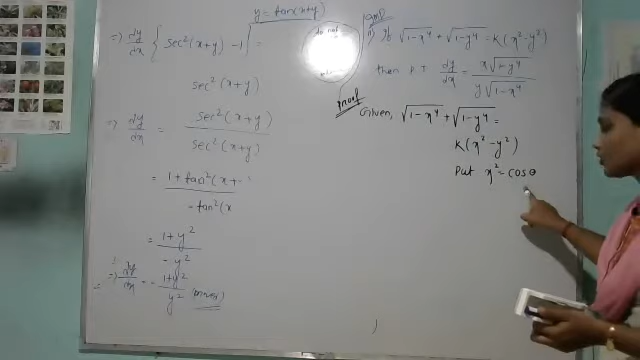 y = tan(x+y)
⇒ dy/dx { sec²(x+y) - 1 } =
sec²(x+y)
⇒ dy/dx = sec²(x+y) / sec²(x+y)
= 1 + tan²(x + / - tan²(x
= 1+y² / -y²
∴ ⇒ dy/dx = - 1+y² / y² (answer)
Q) If √1-x⁴ + √1-y⁴ = K(x²-y²)
then P.T dy/dx = x√1-y⁴ / y√1-x⁴
Proof
Given, √1-x⁴ + √1-y⁴ =
K(x²-y²)
Put x² = cosθ